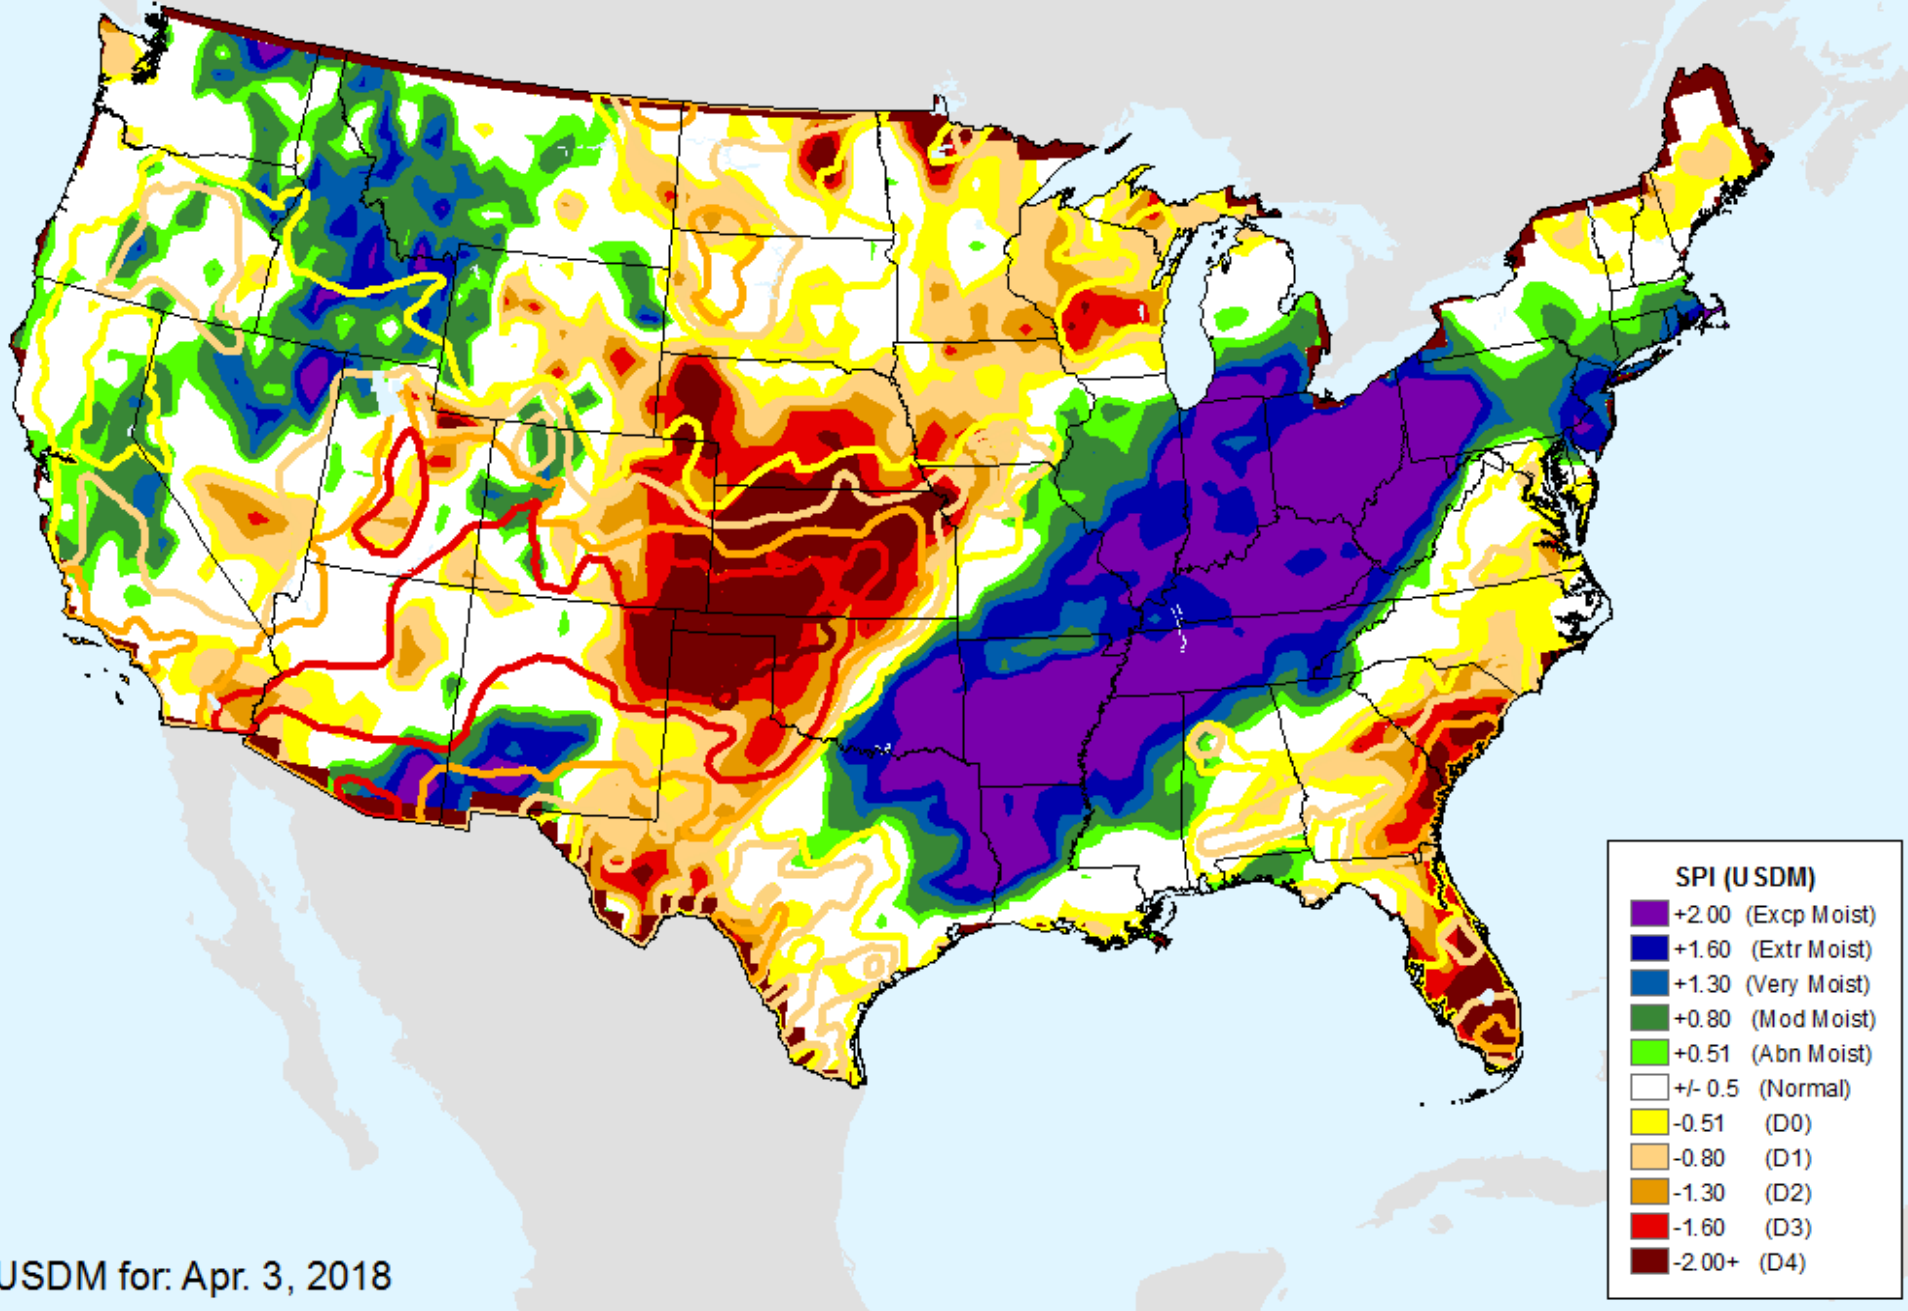 SPI (USDM)
+2.00 (Excp Moist)
+1.60 (Extr Moist)
+1.30 (Very Moist)
+0.80 (Mod Moist)
+0.51 (Abn Moist)
+/- 0.5 (Normal)
-0.51 (D0)
-0.80 (D1)
-1.30 (D2)
-1.60 (D3)
-2.00+ (D4)
USDM for: Apr. 3, 2018